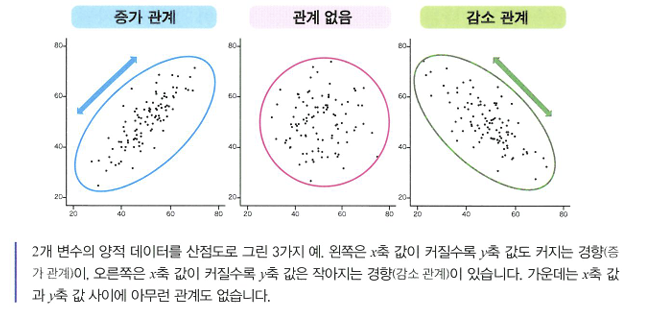 증가 관계
관계 없음
감소 관계
80
60
40
20
20 40 60 80
80
60
40
20
20 40 60 80
80
60
40
20
20 40 60 80
2개 변수의 양적 데이터를 산점도로 그린 3가지 예. 왼쪽은 x축 값이 커질수록 y축 값도 커지는 경향(증
가 관계)이, 오른쪽은 x축 값이 커질수록 y축 값은 작아지는 경향(감소 관계)이 있습니다. 가운데는 x축 값
과 y축 값 사이에 아무런 관계도 없습니다.